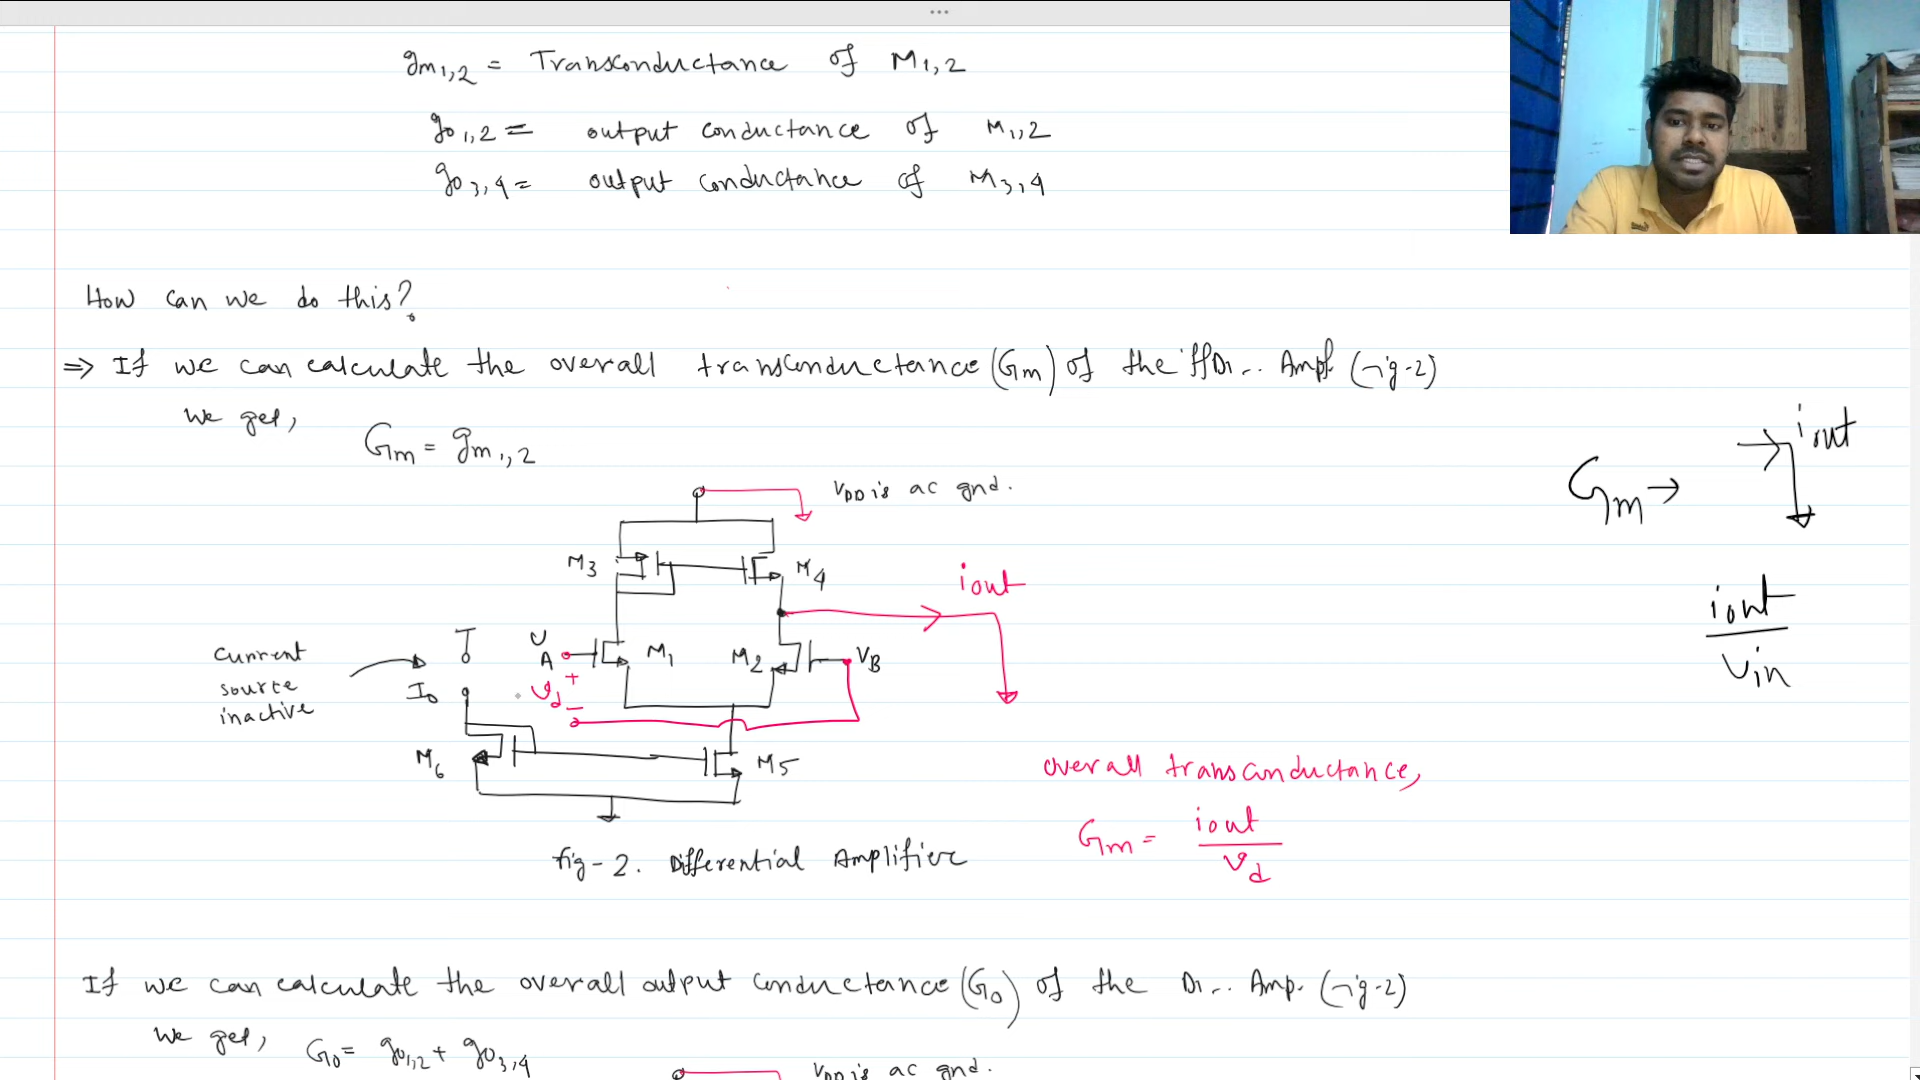 gm1,2 = Transconductance of M1,2
go1,2 = output conductance of M1,2
go3,4 = output conductance of M3,4
How can we do this?
⇒ If we can calculate the overall transconductance (Gm) of the Amp. (Fig-2)
We get,
Gm = gm1,2
VDD is ac gnd.
M3
M4
iout
VA
M1
M2
VB
+
vd
−
Current source inactive
I0
M6
M5
fig-2. Differential Amplifier
overall transconductance,
Gm = iout / vd
Gm →
iout
iout / vin
If we can calculate the overall output conductance (G0) of the Amp. (Fig-2)
We get, G0 = go1,2 + go3,4
VDD is ac gnd.